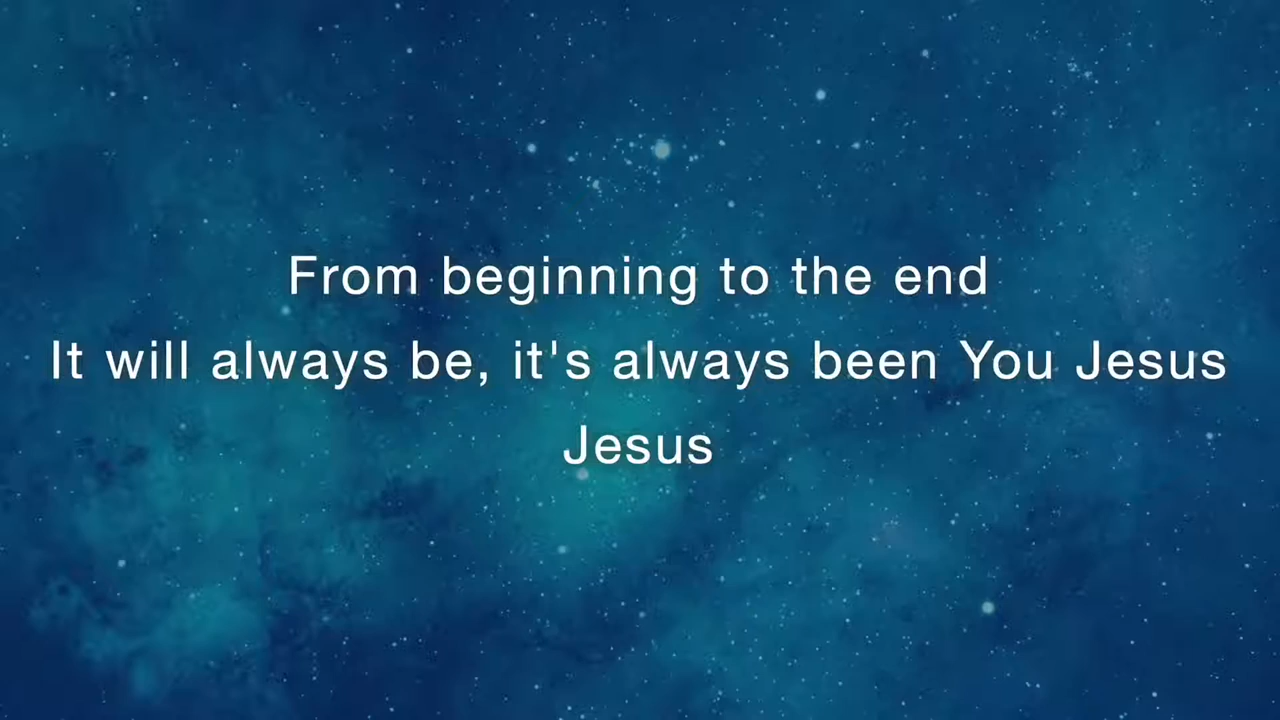 From beginning to the end
It will always be, it's always been You Jesus
Jesus